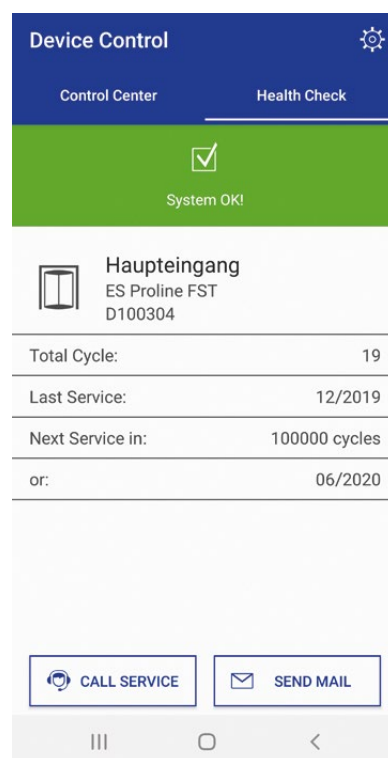 Device Control
Control Center Health Check
System OK!
Haupteingang
ES Proline FST
D100304
Total Cycle: 19
Last Service: 12/2019
Next Service in: 100000 cycles
or: 06/2020
CALL SERVICE SEND MAIL